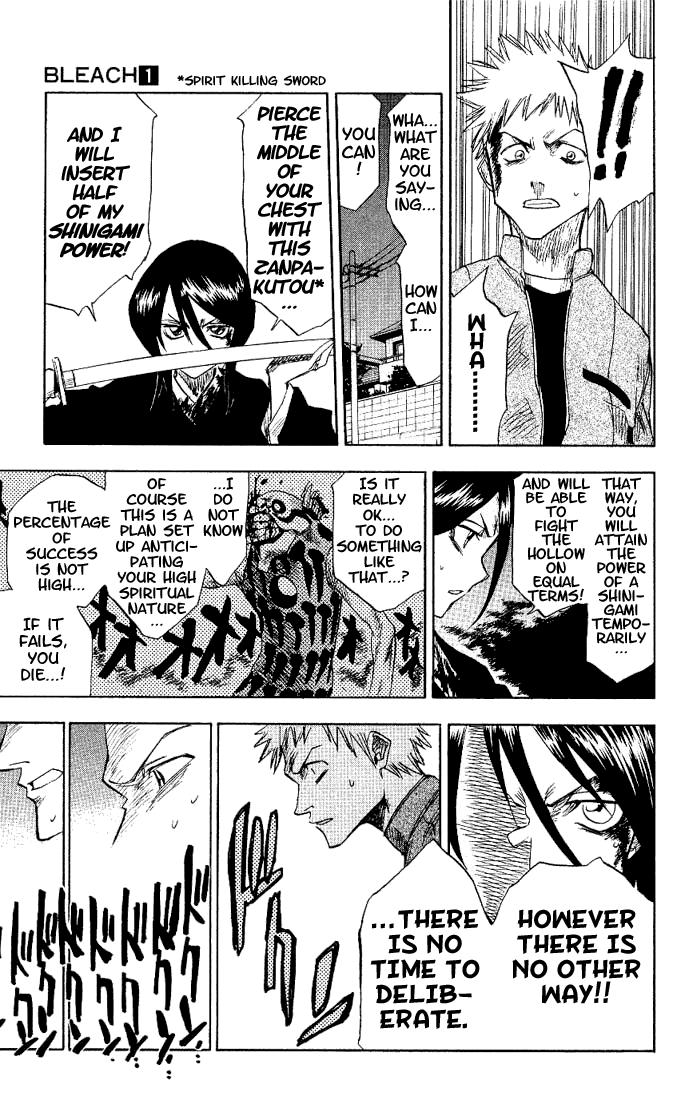 BLEACH 1
*SPIRIT KILLING SWORD
!!
WHA.........
WHA...
WHAT
ARE
YOU
SAY-
ING...
HOW
CAN
I...
YOU
CAN
!
PIERCE
THE
MIDDLE
OF
YOUR
CHEST
WITH
THIS
ZANPA-
KUTOU*
...
AND I
WILL
INSERT
HALF
OF MY
SHINIGAMI
POWER!
THAT
WAY,
YOU
WILL
ATTAIN
THE
POWER
OF A
SHINI-
GAMI
TEMPO-
RARILY
...
AND WILL
BE ABLE
TO
FIGHT
THE
HOLLOW
ON
EQUAL
TERMS!
IS IT
REALLY
OK...
TO DO
SOMETHING
LIKE
THAT...?
...I
DO
NOT
KNOW
OF
COURSE
THIS IS A
PLAN SET
UP ANTICI-
PATING
YOUR HIGH
SPIRITUAL
NATURE
...
THE
PERCENTAGE
OF
SUCCESS
IS NOT
HIGH...
IF IT
FAILS,
YOU
DIE...!
HOWEVER
THERE IS
NO OTHER
WAY!!
...THERE
IS NO
TIME TO
DELIB-
ERATE.
ドクン